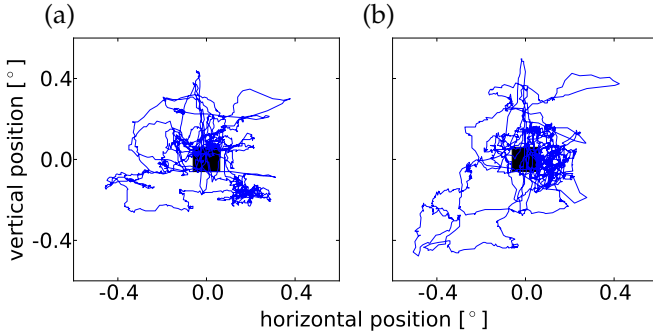 (a) (b)
vertical position [°]
0.4
0.0
-0.4
-0.4 0.0 0.4 -0.4 0.0 0.4
horizontal position [°]